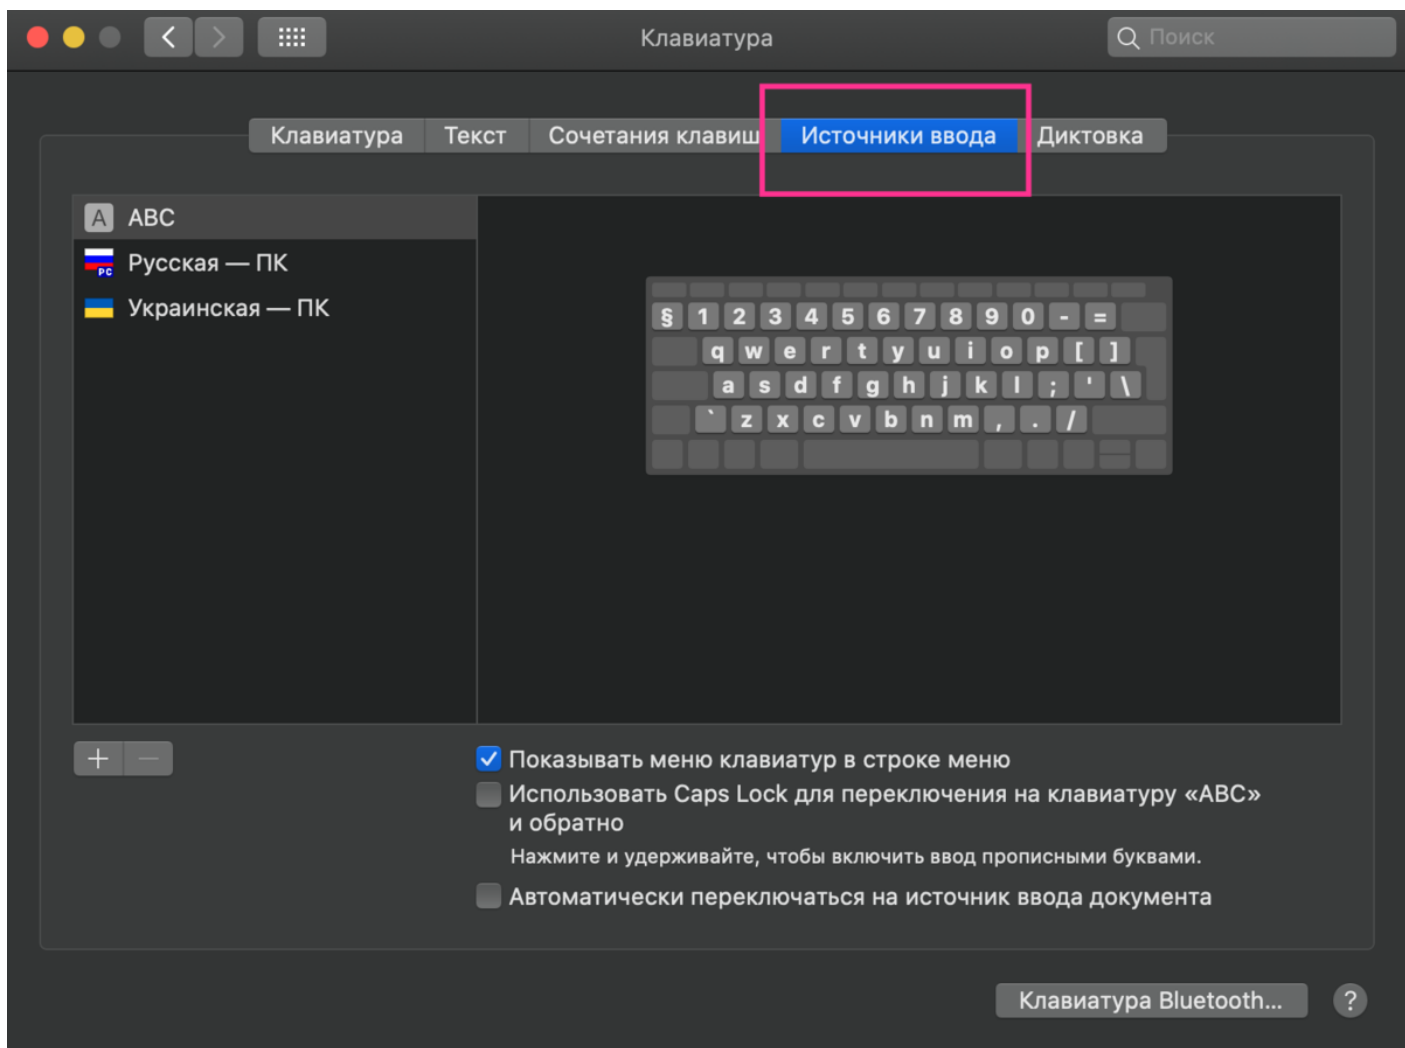 Клавиатура
Поиск
Клавиатура Текст Сочетания клавиш Источники ввода Диктовка
A ABC
PC Русская — ПК
Украинская — ПК
§ 1 2 3 4 5 6 7 8 9 0 - =
q w e r t y u i o p [ ]
a s d f g h j k l ; ' \
` z x c v b n m , . /
Показывать меню клавиатур в строке меню
Использовать Caps Lock для переключения на клавиатуру «ABC»
и обратно
Нажмите и удерживайте, чтобы включить ввод прописными буквами.
Автоматически переключаться на источник ввода документа
Клавиатура Bluetooth... ?